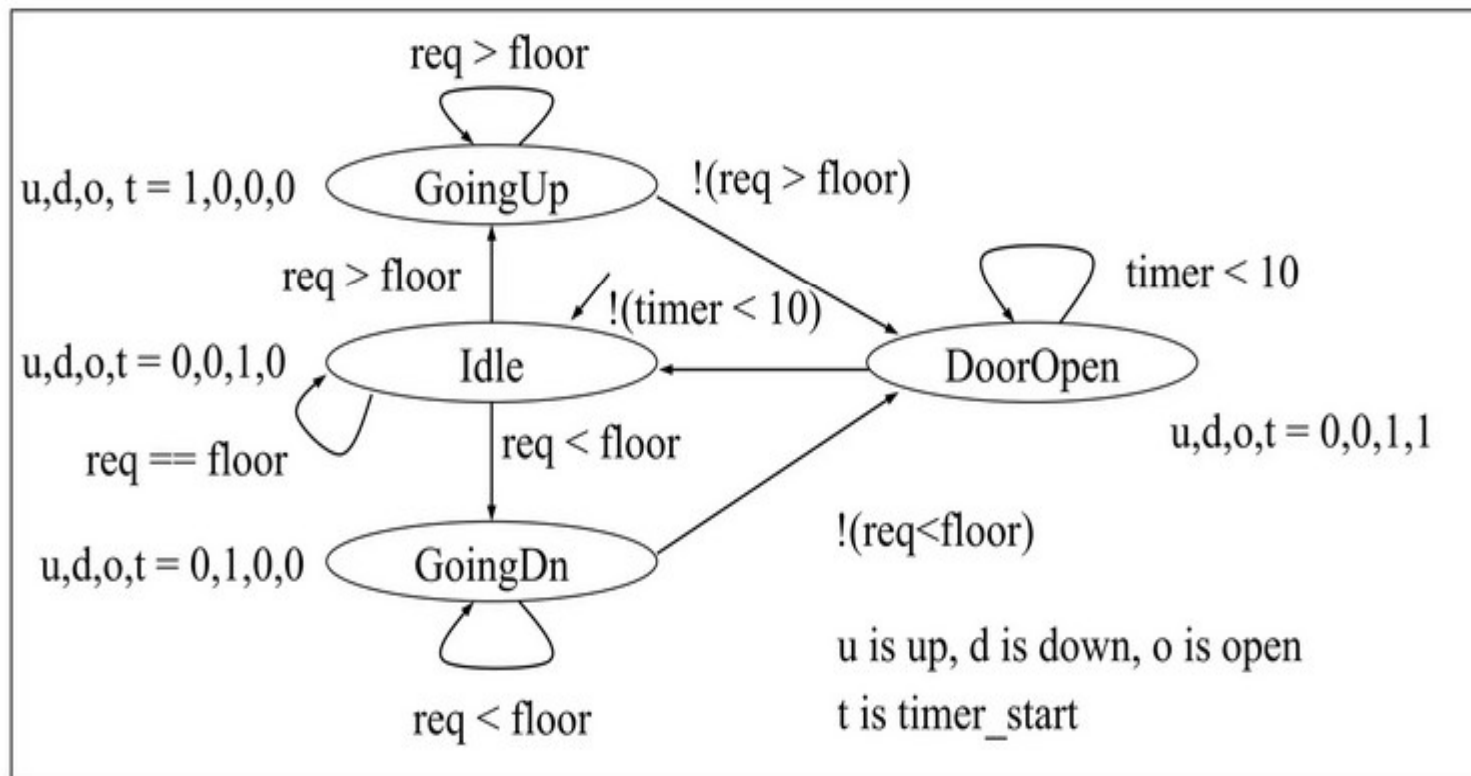 req > floor
u,d,o, t = 1,0,0,0
GoingUp
!(req > floor)
req > floor
!(timer < 10)
timer < 10
u,d,o,t = 0,0,1,0
Idle
DoorOpen
req == floor
req < floor
u,d,o,t = 0,0,1,1
u,d,o,t = 0,1,0,0
GoingDn
!(req<floor)
req < floor
u is up, d is down, o is open
t is timer_start